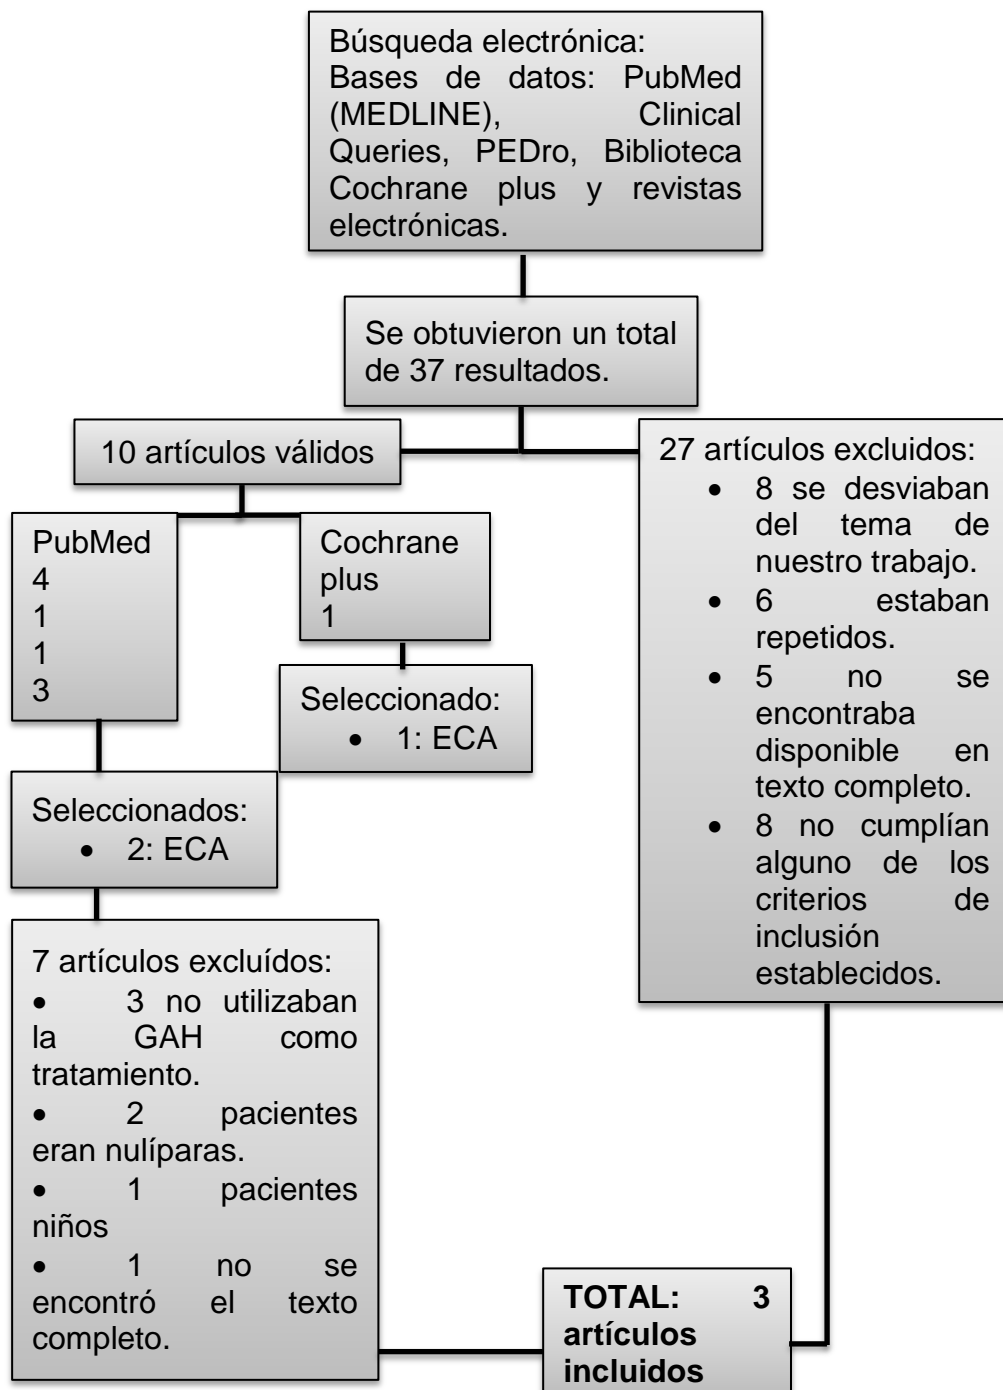 Búsqueda electrónica:
Bases de datos: PubMed
(MEDLINE), Clinical
Queries, PEDro, Biblioteca
Cochrane plus y revistas
electrónicas.
Se obtuvieron un total
de 37 resultados.
10 artículos válidos
PubMed
4
1
1
3
Cochrane
plus
1
Seleccionado:
• 1: ECA
Seleccionados:
• 2: ECA
7 artículos excluídos:
• 3 no utilizaban
la GAH como
tratamiento.
• 2 pacientes
eran nulíparas.
• 1 pacientes
niños
• 1 no se
encontró el texto
completo.
27 artículos excluidos:
• 8 se desviaban
del tema de
nuestro trabajo.
• 6 estaban
repetidos.
• 5 no se
encontraba
disponible en
texto completo.
• 8 no cumplían
alguno de los
criterios de
inclusión
establecidos.
TOTAL: 3
artículos
incluidos